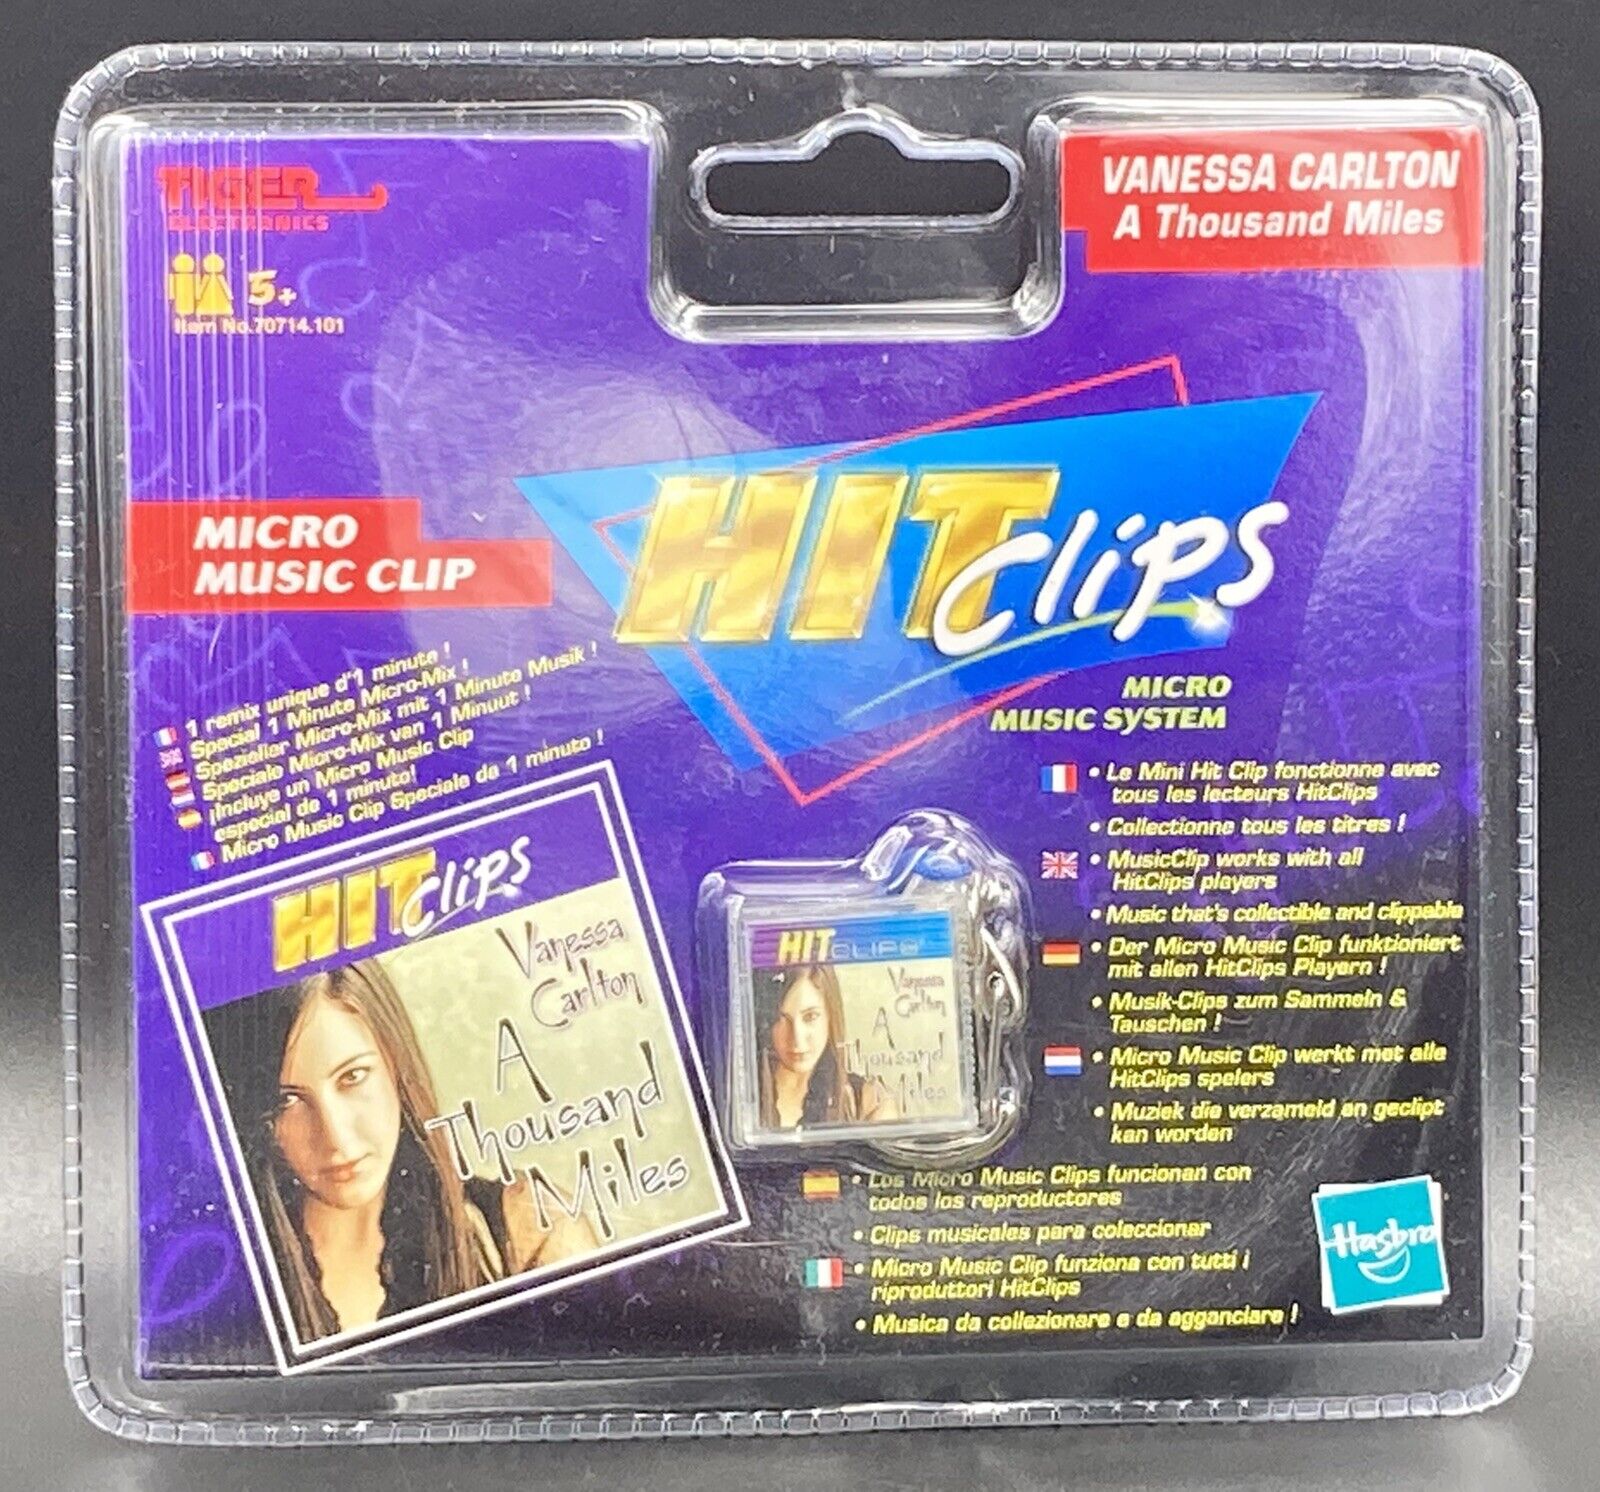 TIGER
ELECTRONICS
5+
Item No.70714.101
VANESSA CARLTON
A Thousand Miles
MICRO
MUSIC CLIP
HIT Clips
MICRO
MUSIC SYSTEM
1 remix unique d'1 minute !
Special 1 Minute Micro-Mix !
Spezieller Micro-Mix mit 1 Minute Musik !
Speciale Micro-Mix van 1 Minuut !
¡Incluye un Micro Music Clip
especial de 1 minuto!
Micro Music Clip Speciale da 1 minuto !
HIT Clips
Vanessa
Carlton
A
Thousand
Miles
HIT CLIPS
Vanessa
Carlton
A
Thousand
Miles
• Le Mini Hit Clip fonctionne avec
tous les lecteurs HitClips
• Collectionne tous les titres !
• MusicClip works with all
HitClips players
• Music that's collectible and clippable
• Der Micro Music Clip funktioniert
mit allen HitClips Playern !
• Musik-Clips zum Sammeln &
Tauschen !
• Micro Music Clip werkt met alle
HitClips spelers
• Muziek die verzameld en geclipt
kan worden
• Los Micro Music Clips funcionan con
todos los reproductores
• Clips musicales para coleccionar
• Micro Music Clip funziona con tutti i
riproduttori HitClips
• Musica da collezionare e da agganciare !
Hasbro